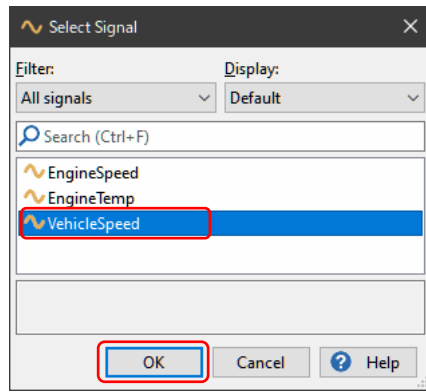 Select Signal
Filter: Display:
All signals Default
Search (Ctrl+F)
EngineSpeed
EngineTemp
VehicleSpeed
OK Cancel Help